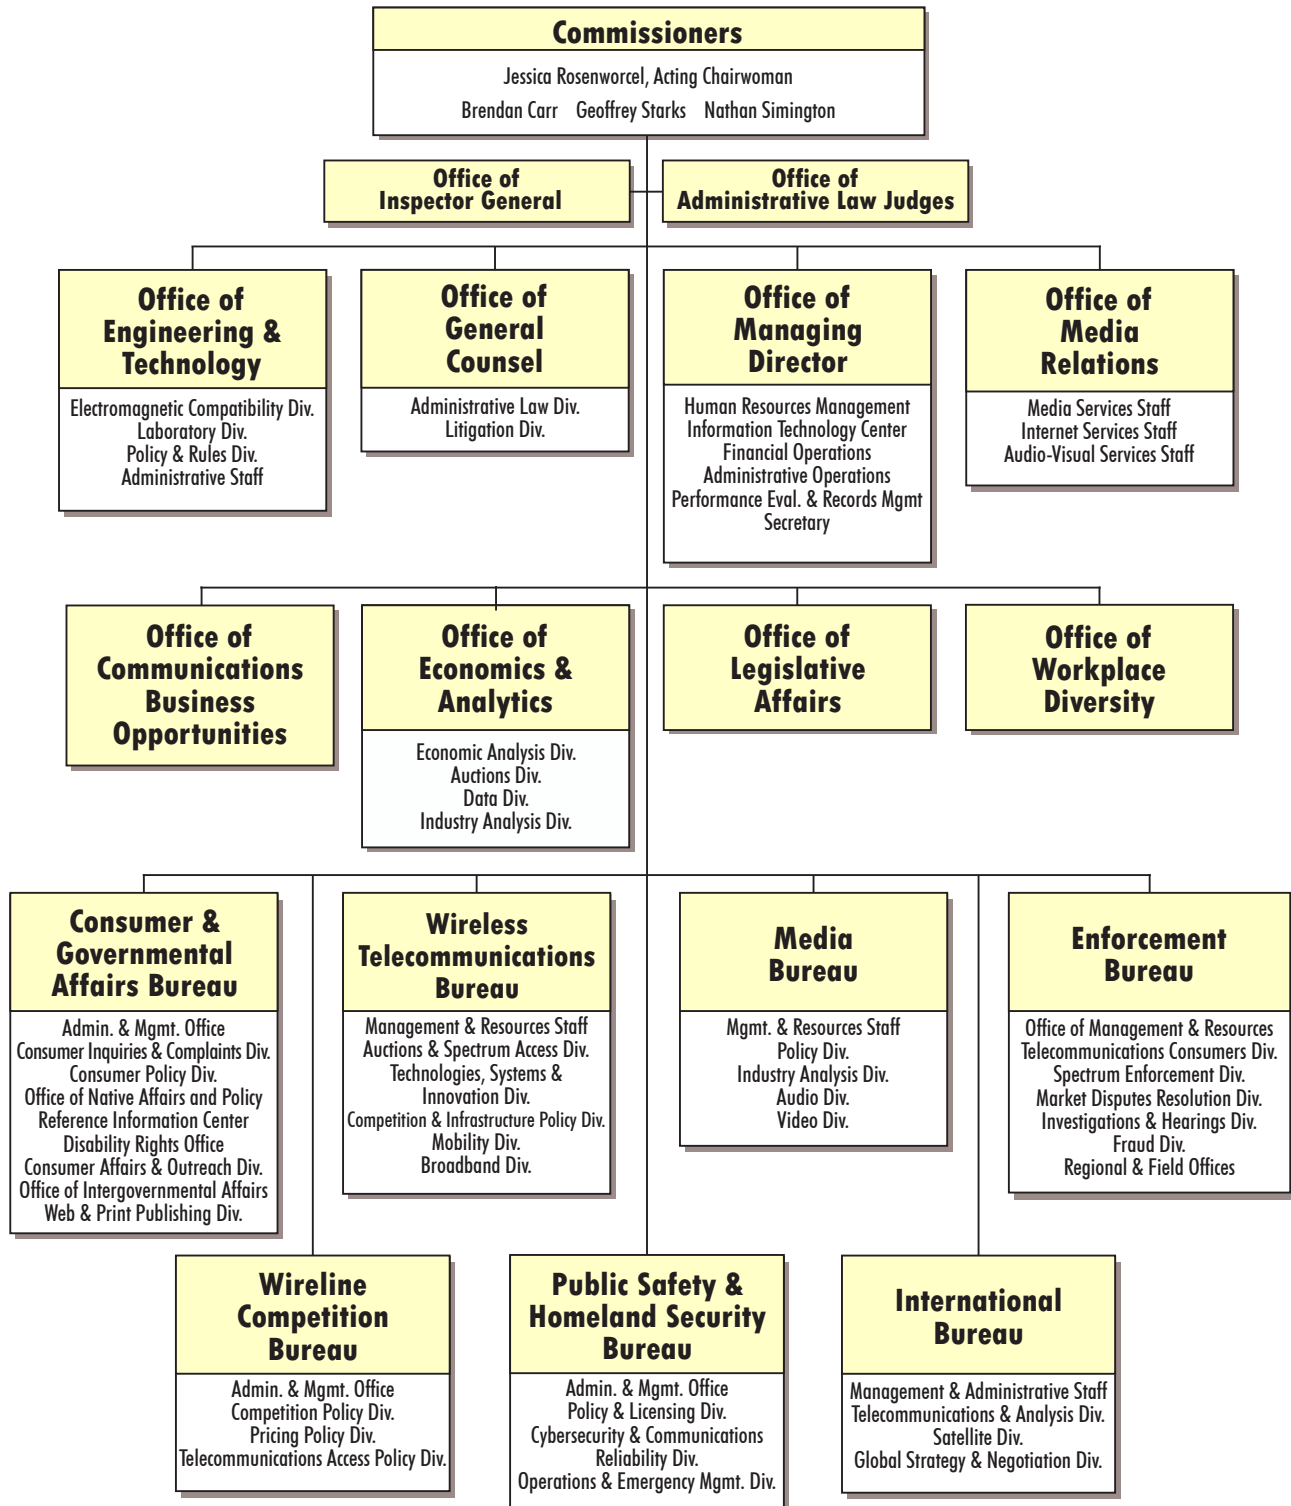 Commissioners
Jessica Rosenworcel, Acting Chairwoman
Brendan Carr Geoffrey Starks Nathan Simington
Office of
Inspector General
Office of
Administrative Law Judges
Office of
Engineering &
Technology
Electromagnetic Compatibility Div.
Laboratory Div.
Policy & Rules Div.
Administrative Staff
Office of
General
Counsel
Administrative Law Div.
Litigation Div.
Office of
Managing
Director
Human Resources Management
Information Technology Center
Financial Operations
Administrative Operations
Performance Eval. & Records Mgmt
Secretary
Office of
Media
Relations
Media Services Staff
Internet Services Staff
Audio-Visual Services Staff
Office of
Communications
Business
Opportunities
Office of
Economics &
Analytics
Economic Analysis Div.
Auctions Div.
Data Div.
Industry Analysis Div.
Office of
Legislative
Affairs
Office of
Workplace
Diversity
Consumer &
Governmental
Affairs Bureau
Admin. & Mgmt. Office
Consumer Inquiries & Complaints Div.
Consumer Policy Div.
Office of Native Affairs and Policy
Reference Information Center
Disability Rights Office
Consumer Affairs & Outreach Div.
Office of Intergovernmental Affairs
Web & Print Publishing Div.
Wireless
Telecommunications
Bureau
Management & Resources Staff
Auctions & Spectrum Access Div.
Technologies, Systems &
Innovation Div.
Competition & Infrastructure Policy Div.
Mobility Div.
Broadband Div.
Media
Bureau
Mgmt. & Resources Staff
Policy Div.
Industry Analysis Div.
Audio Div.
Video Div.
Enforcement
Bureau
Office of Management & Resources
Telecommunications Consumers Div.
Spectrum Enforcement Div.
Market Disputes Resolution Div.
Investigations & Hearings Div.
Fraud Div.
Regional & Field Offices
Wireline
Competition
Bureau
Admin. & Mgmt. Office
Competition Policy Div.
Pricing Policy Div.
Telecommunications Access Policy Div.
Public Safety &
Homeland Security
Bureau
Admin. & Mgmt. Office
Policy & Licensing Div.
Cybersecurity & Communications
Reliability Div.
Operations & Emergency Mgmt. Div.
International
Bureau
Management & Administrative Staff
Telecommunications & Analysis Div.
Satellite Div.
Global Strategy & Negotiation Div.